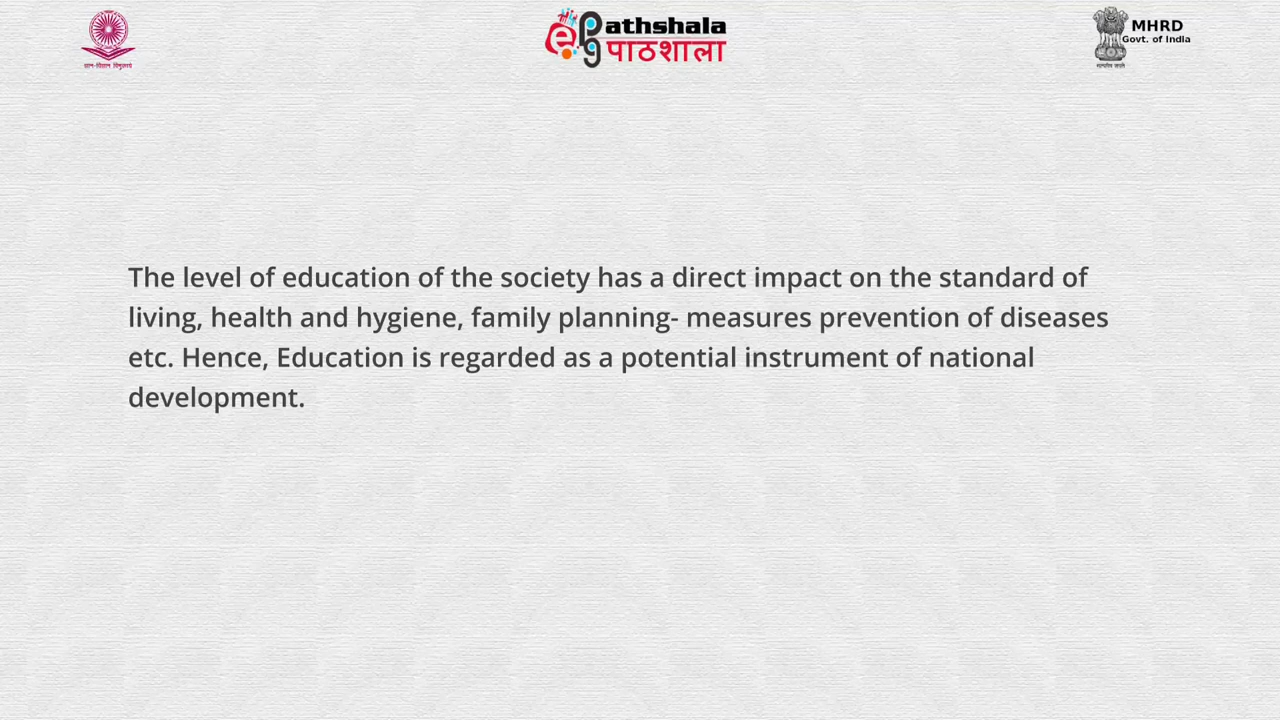 ePG Pathshala
पाठशाला
MHRD
Govt. of India
The level of education of the society has a direct impact on the standard of
living, health and hygiene, family planning- measures prevention of diseases
etc. Hence, Education is regarded as a potential instrument of national
development.